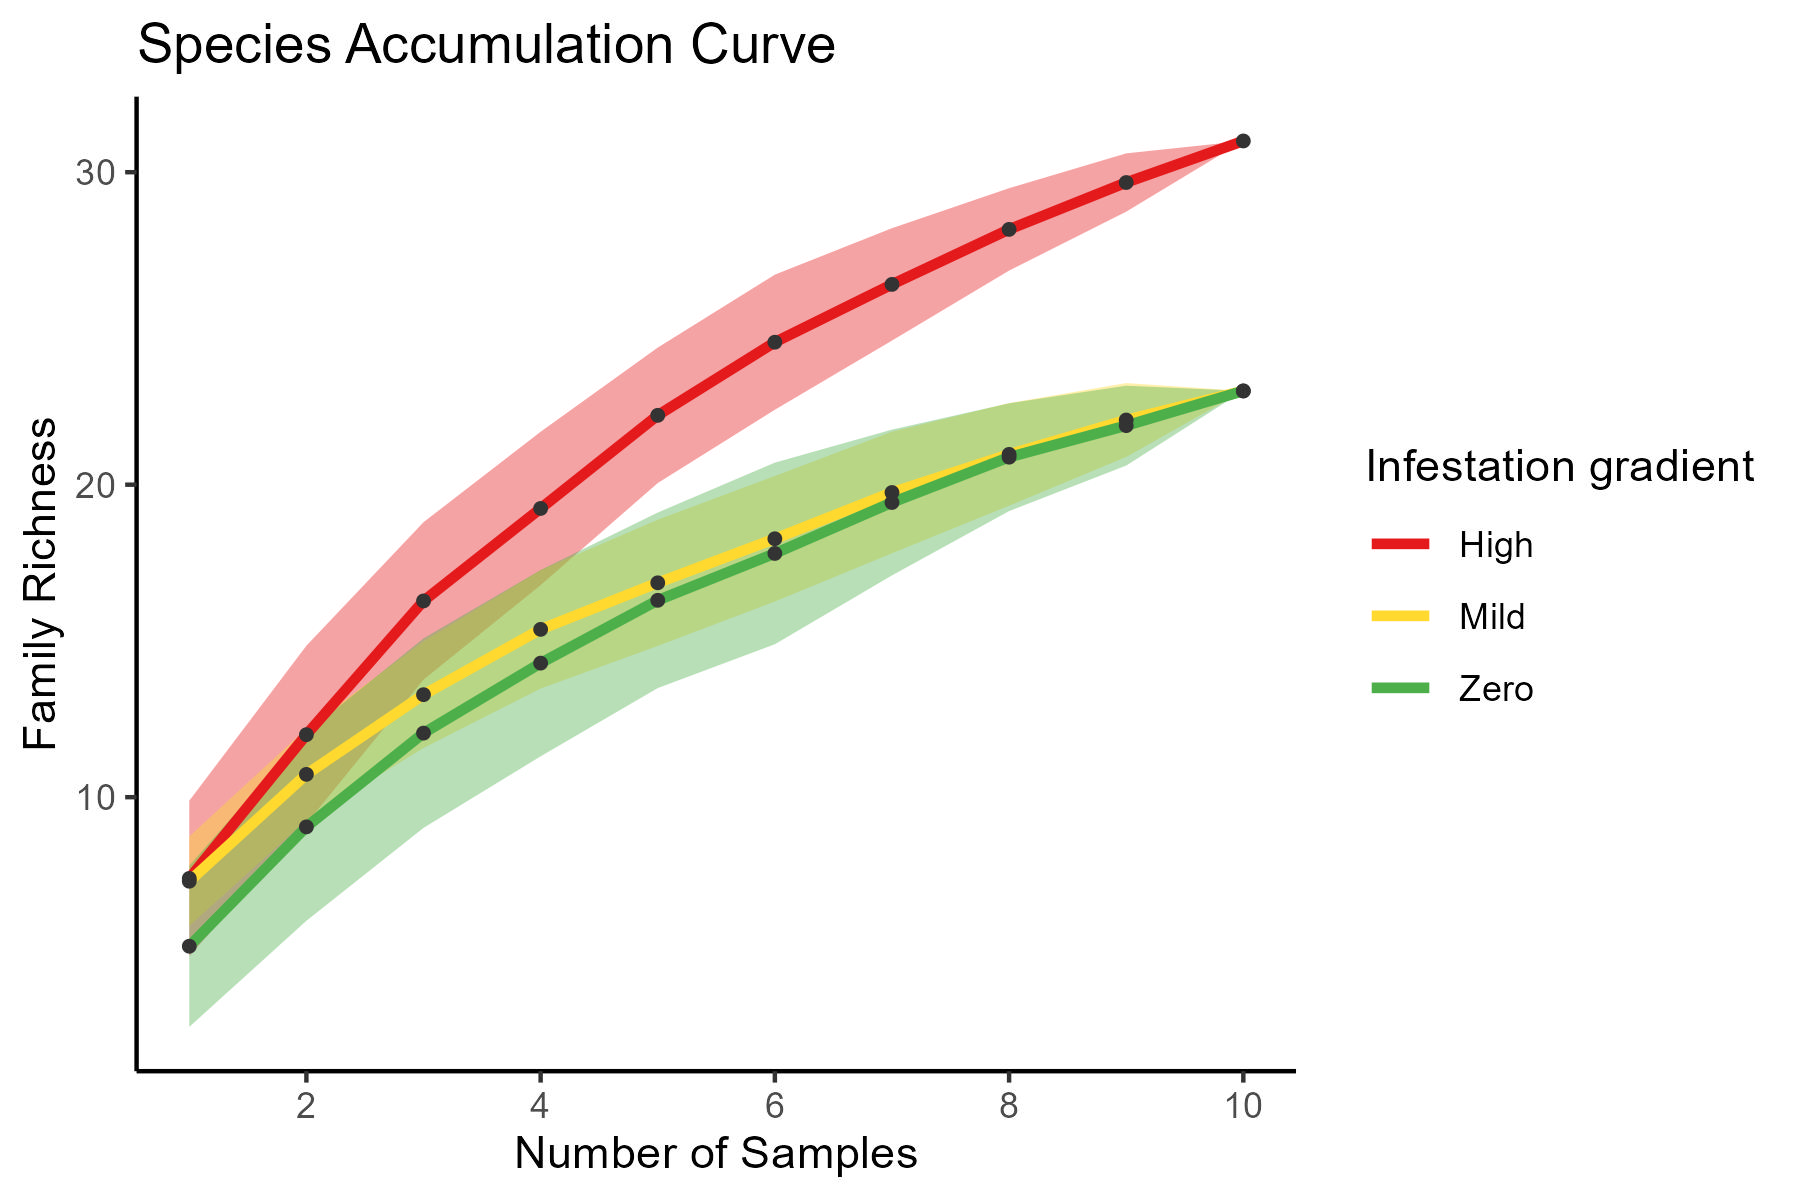 Species Accumulation Curve
Family Richness
30
20
10
2 4 6 8 10
Number of Samples
Infestation gradient
High
Mild
Zero